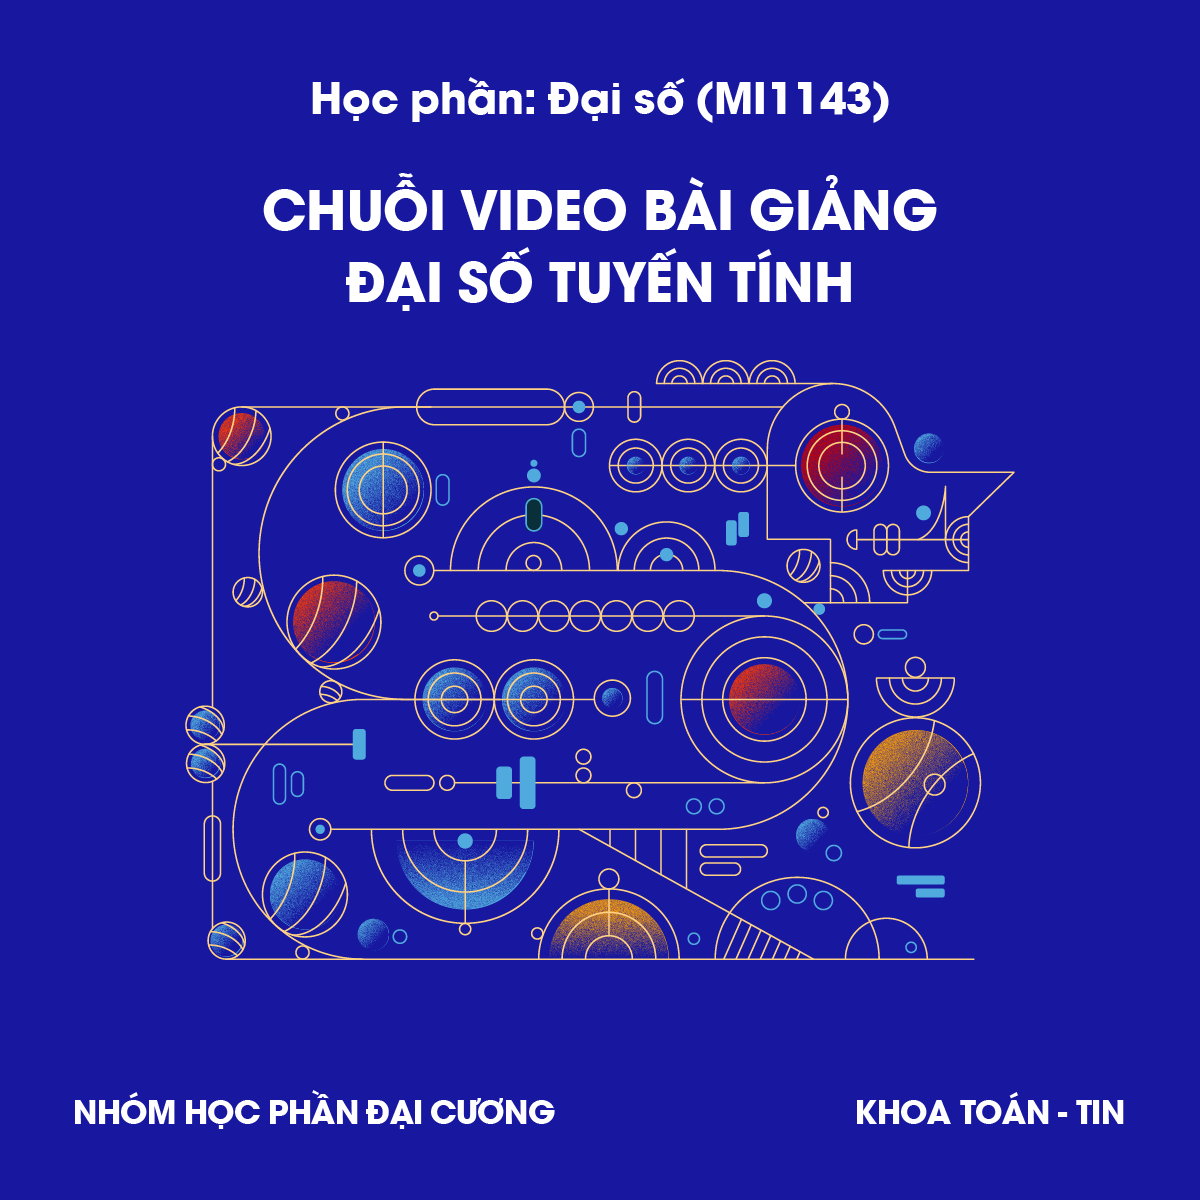 Học phần: Đại số (MI1143)
CHUỖI VIDEO BÀI GIẢNG
ĐẠI SỐ TUYẾN TÍNH
NHÓM HỌC PHẦN ĐẠI CƯƠNG
KHOA TOÁN - TIN